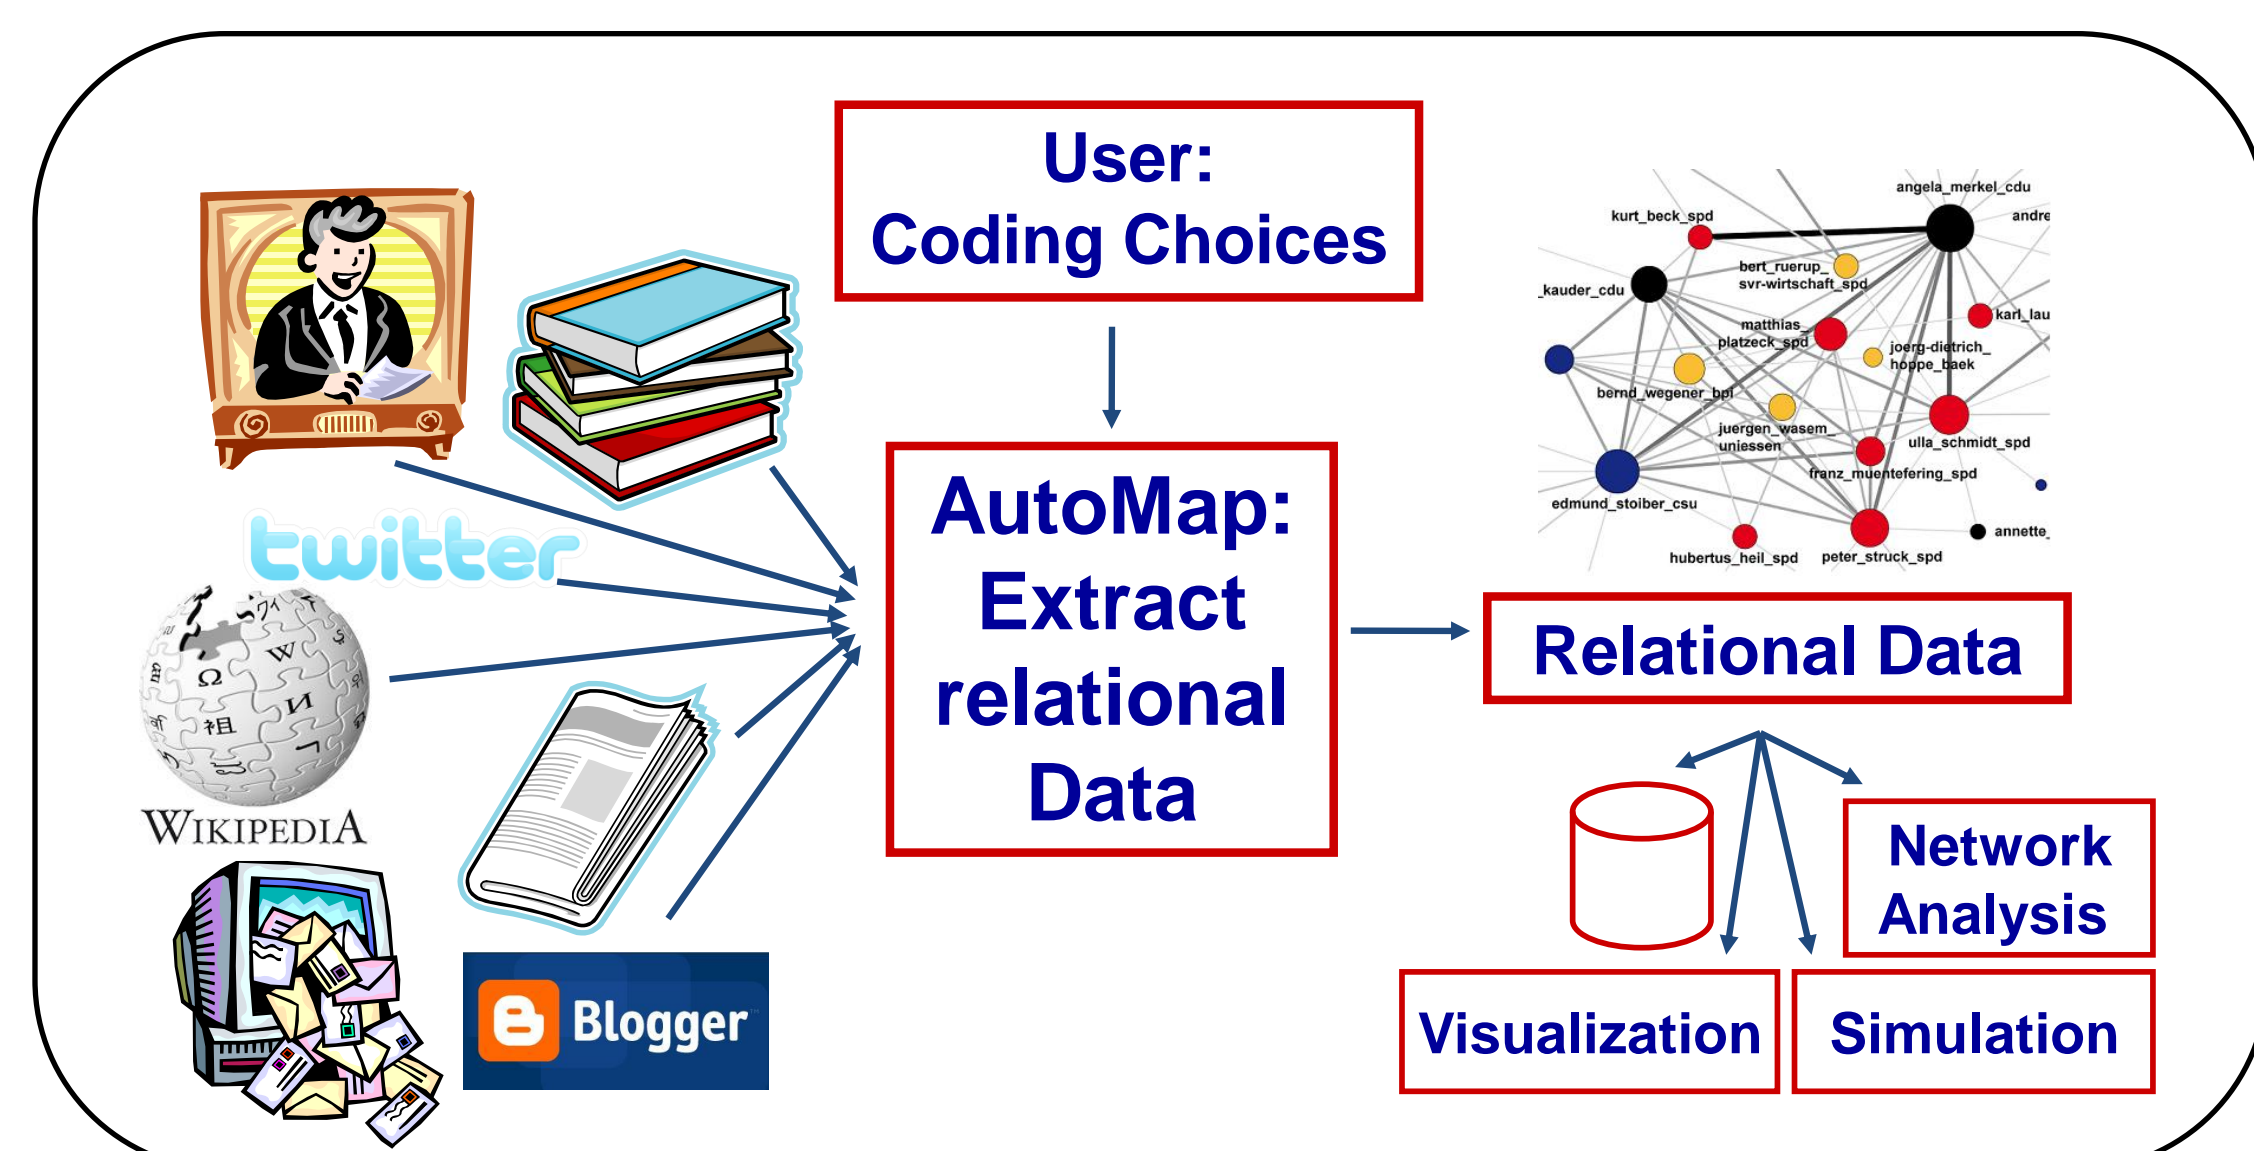 User:
Coding Choices
twitter
WIKIPEDIA
Blogger
AutoMap:
Extract
relational
Data
angela_merkel_cdu
andre
kurt_beck_spd
bert_ruerup_
svr-wirtschaft_spd
_kauder_cdu
matthias_
platzeck_spd
karl_lau
joerg-dietrich_
hoppe_baek
bernd_wegener_bpi
juergen_wasem_
uniessen
ulla_schmidt_spd
franz_muentefering_spd
edmund_stoiber_csu
hubertus_heil_spd
peter_struck_spd
annette_
Relational Data
Network
Analysis
Visualization
Simulation